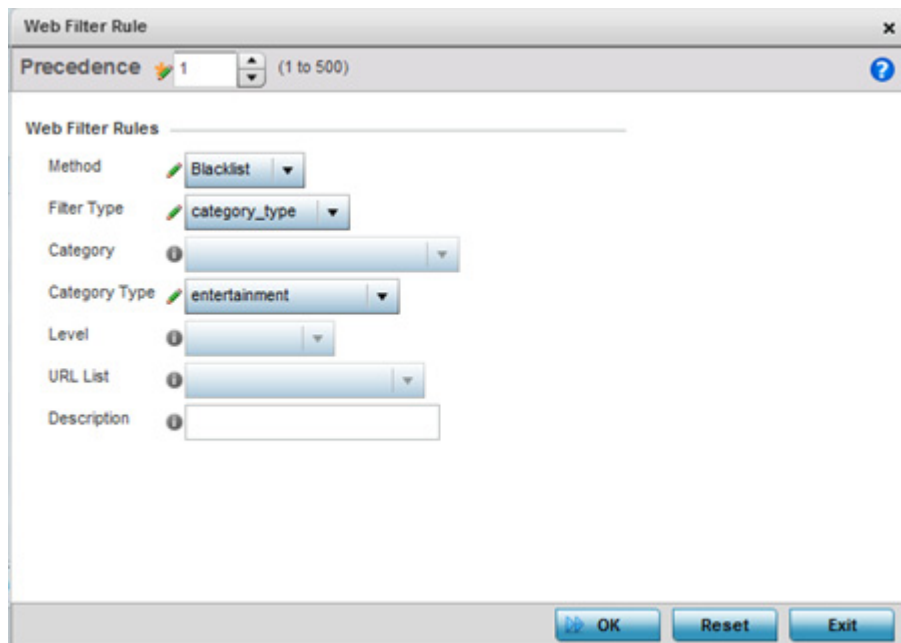 Web Filter Rule
Precedence 1 (1 to 500)
Web Filter Rules
Method Blacklist
Filter Type category_type
Category
Category Type entertainment
Level
URL List
Description
OK Reset Exit